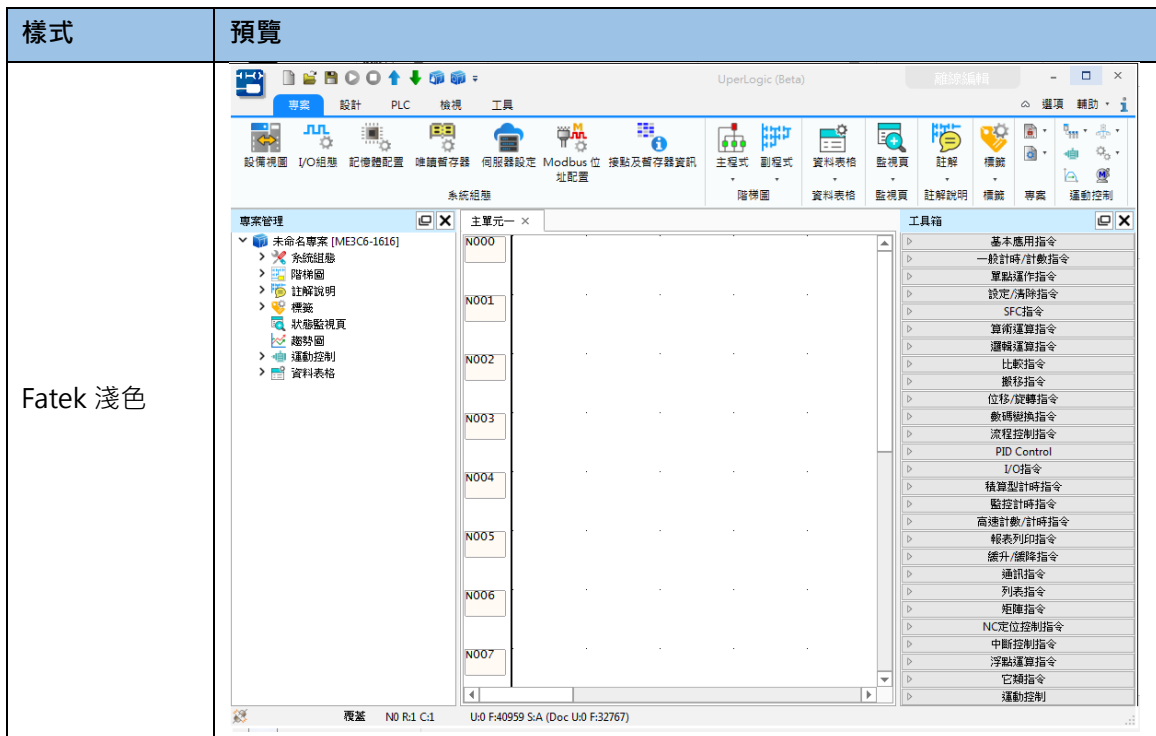 樣式 預覽
Fatek 淺色
UperLogic (Beta) 離線編輯
專案 設計 PLC 檢視 工具 選項 輔助
設備視圖 I/O組態 記憶體配置 唯讀暫存器 伺服器設定 Modbus 位址配置 接點及暫存器資訊 主程式 副程式 資料表格 監視頁 註解 標籤
系統組態 階梯圖 資料表格 監視頁 註解說明 標籤 專案 運動控制
專案管理
未命名專案 [ME3C6-1616]
系統組態
階梯圖
註解說明
標籤
狀態監視頁
趨勢圖
運動控制
資料表格
主單元一 ×
N000
N001
N002
N003
N004
N005
N006
N007
工具箱
基本應用指令
一般計時/計數指令
單點運作指令
設定/清除指令
SFC指令
算術運算指令
邏輯運算指令
比較指令
搬移指令
位移/旋轉指令
數碼變換指令
流程控制指令
PID Control
I/O指令
積算型計時指令
監控計時指令
高速計數/計時指令
報表列印指令
緩升/緩降指令
通訊指令
列表指令
矩陣指令
NC定位控制指令
中斷控制指令
浮點運算指令
它類指令
運動控制
覆蓋 N0 R:1 C:1 U:0 F:40959 S:A (Doc U:0 F:32767)